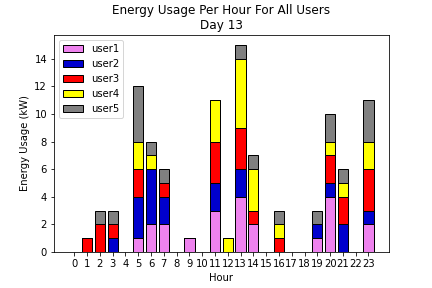 Energy Usage Per Hour For All Users
Day 13
user1
user2
user3
user4
user5
Energy Usage (kW)
14
12
10
8
6
4
2
0
0 1 2 3 4 5 6 7 8 9 10 11 12 13 14 15 16 17 18 19 20 21 22 23
Hour